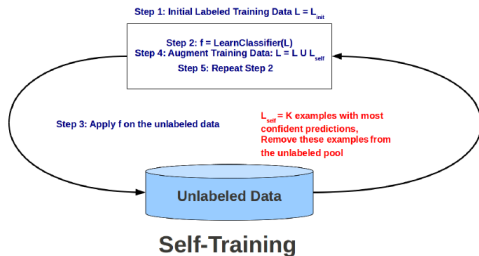 Step 1: Initial Labeled Training Data L = L_init
Step 2: f = LearnClassifier(L)
Step 4: Augment Training Data: L = L U L_self
Step 5: Repeat Step 2
Step 3: Apply f on the unlabeled data
L_self = K examples with most
confident predictions,
Remove these examples from
the unlabeled pool
Unlabeled Data
Self-Training